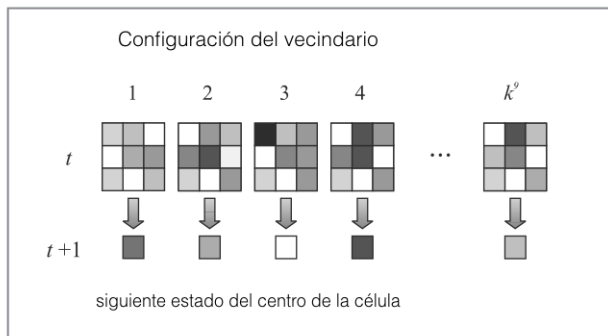 Configuración del vecindario
1 2 3 4 k⁹
t ...
t +1
siguiente estado del centro de la célula